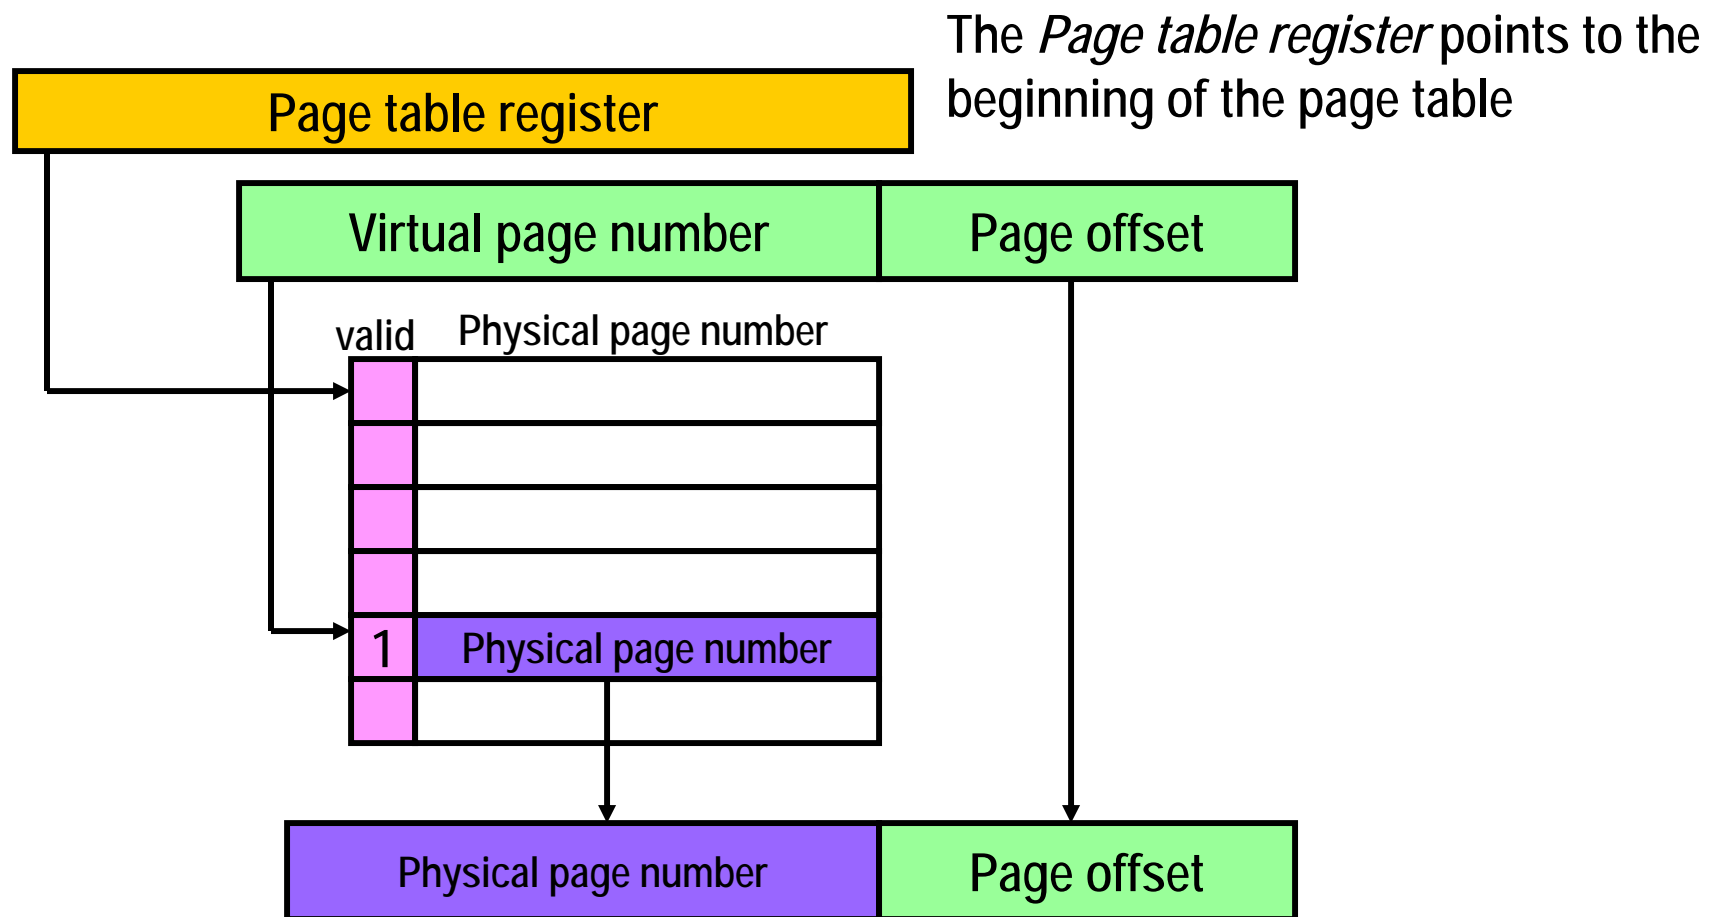 The Page table register points to the
beginning of the page table
Page table register
Virtual page number Page offset
valid Physical page number
1 Physical page number
Physical page number Page offset